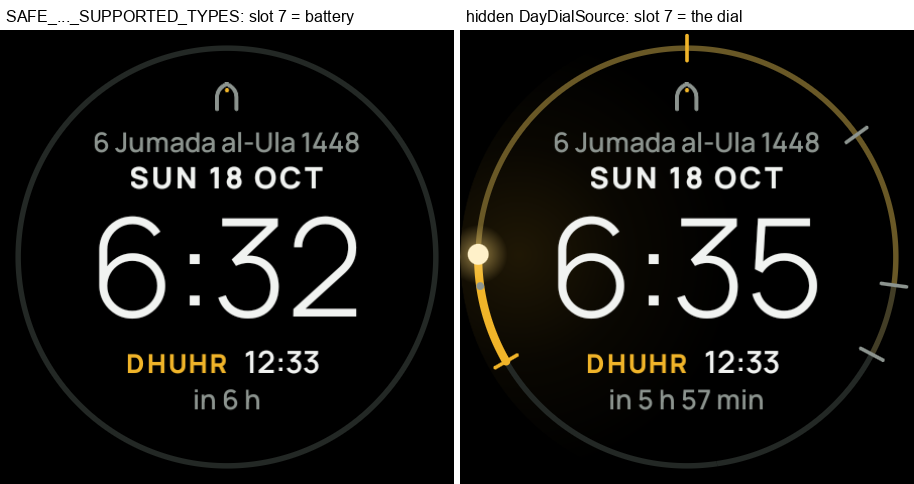 SAFE_..._SUPPORTED_TYPES: slot 7 = battery
6 Jumada al-Ula 1448
SUN 18 OCT
6:32
DHUHR 12:33
in 6 h
hidden DayDialSource: slot 7 = the dial
6 Jumada al-Ula 1448
SUN 18 OCT
6:35
DHUHR 12:33
in 5 h 57 min